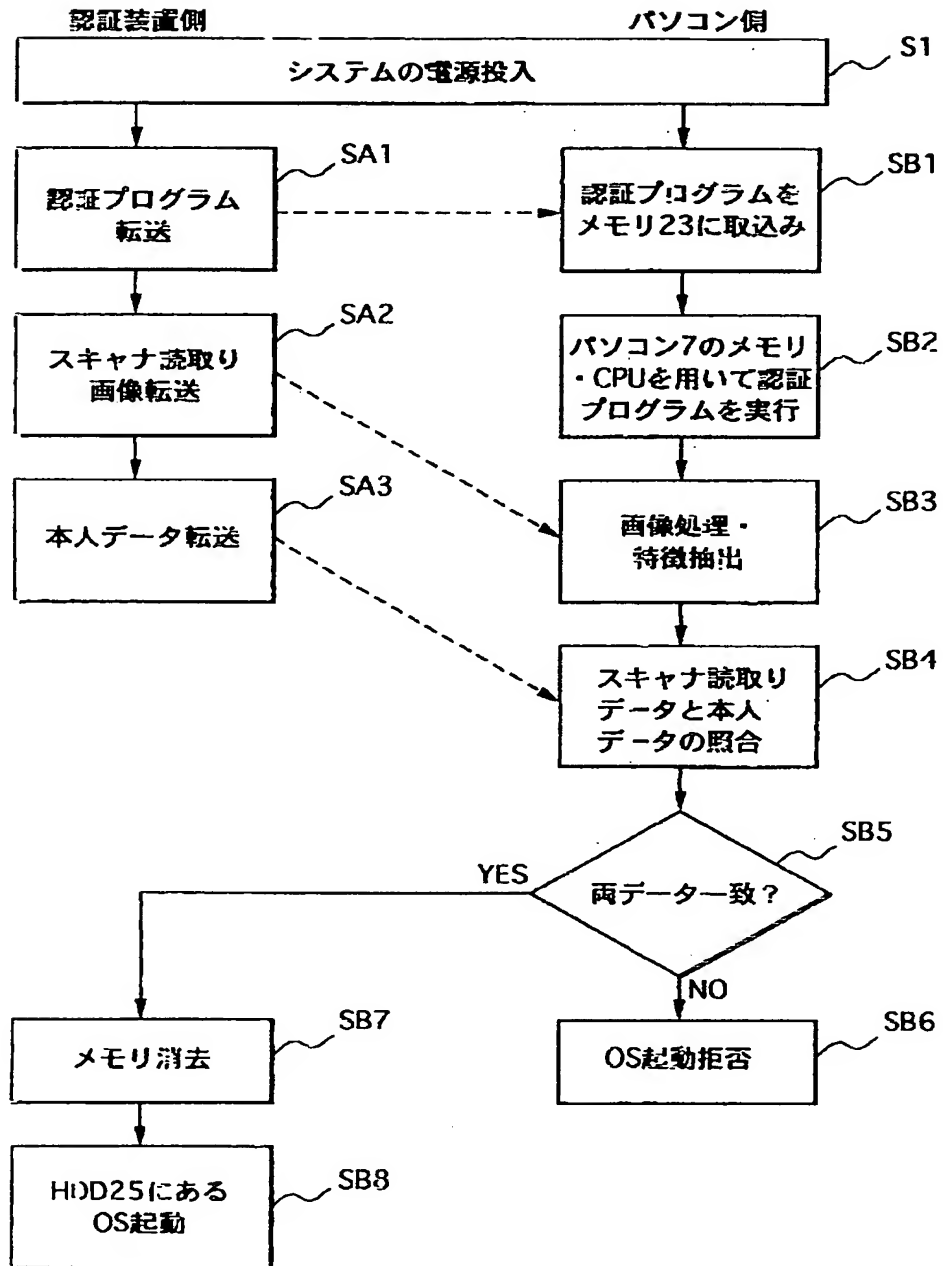 認証装置側
パソコン側
システムの電源投入
S1
認証プログラム
転送
SA1
認証プログラムを
メモリ23に取込み
SB1
スキャナ読取り
画像転送
SA2
パソコン7のメモリ
・CPUを用いて認証
プログラムを実行
SB2
本人データ転送
SA3
画像処理・
特徴抽出
SB3
スキャナ読取り
データと本人
データの照合
SB4
両データ一致?
SB5
YES
NO
メモリ消去
SB7
OS起動拒否
SB6
HDD25にある
OS起動
SB8